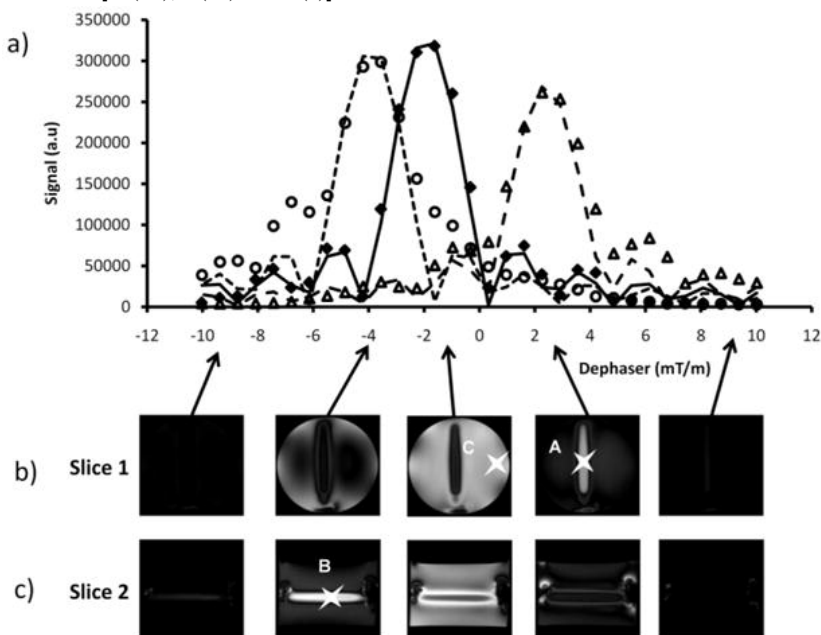 a)
350000
300000
250000
200000
150000
100000
50000
0
Signal (a.u)
-12 -10 -8 -6 -4 -2 0 2 4 6 8 10 12
Dephaser (mT/m)
b) Slice 1
C
A
c) Slice 2
B